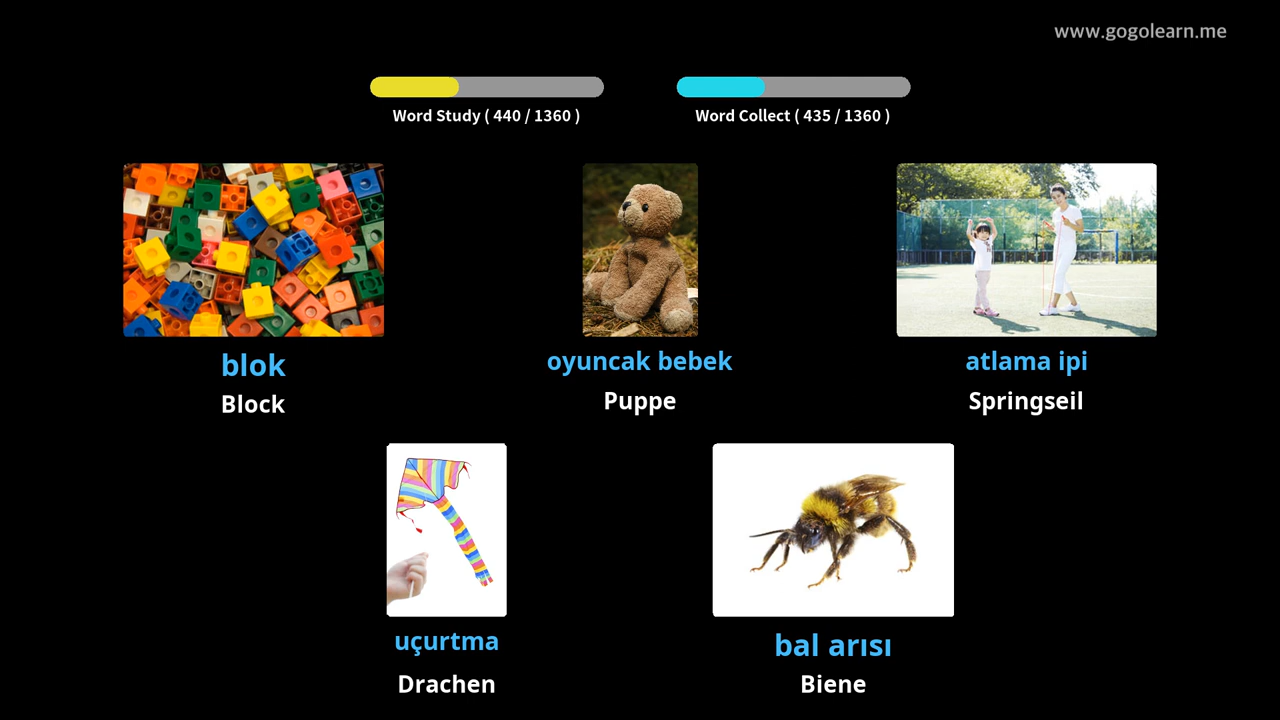 www.gogolearn.me
Word Study ( 440 / 1360 )
Word Collect ( 435 / 1360 )
blok
Block
oyuncak bebek
Puppe
atlama ipi
Springseil
uçurtma
Drachen
bal arısı
Biene